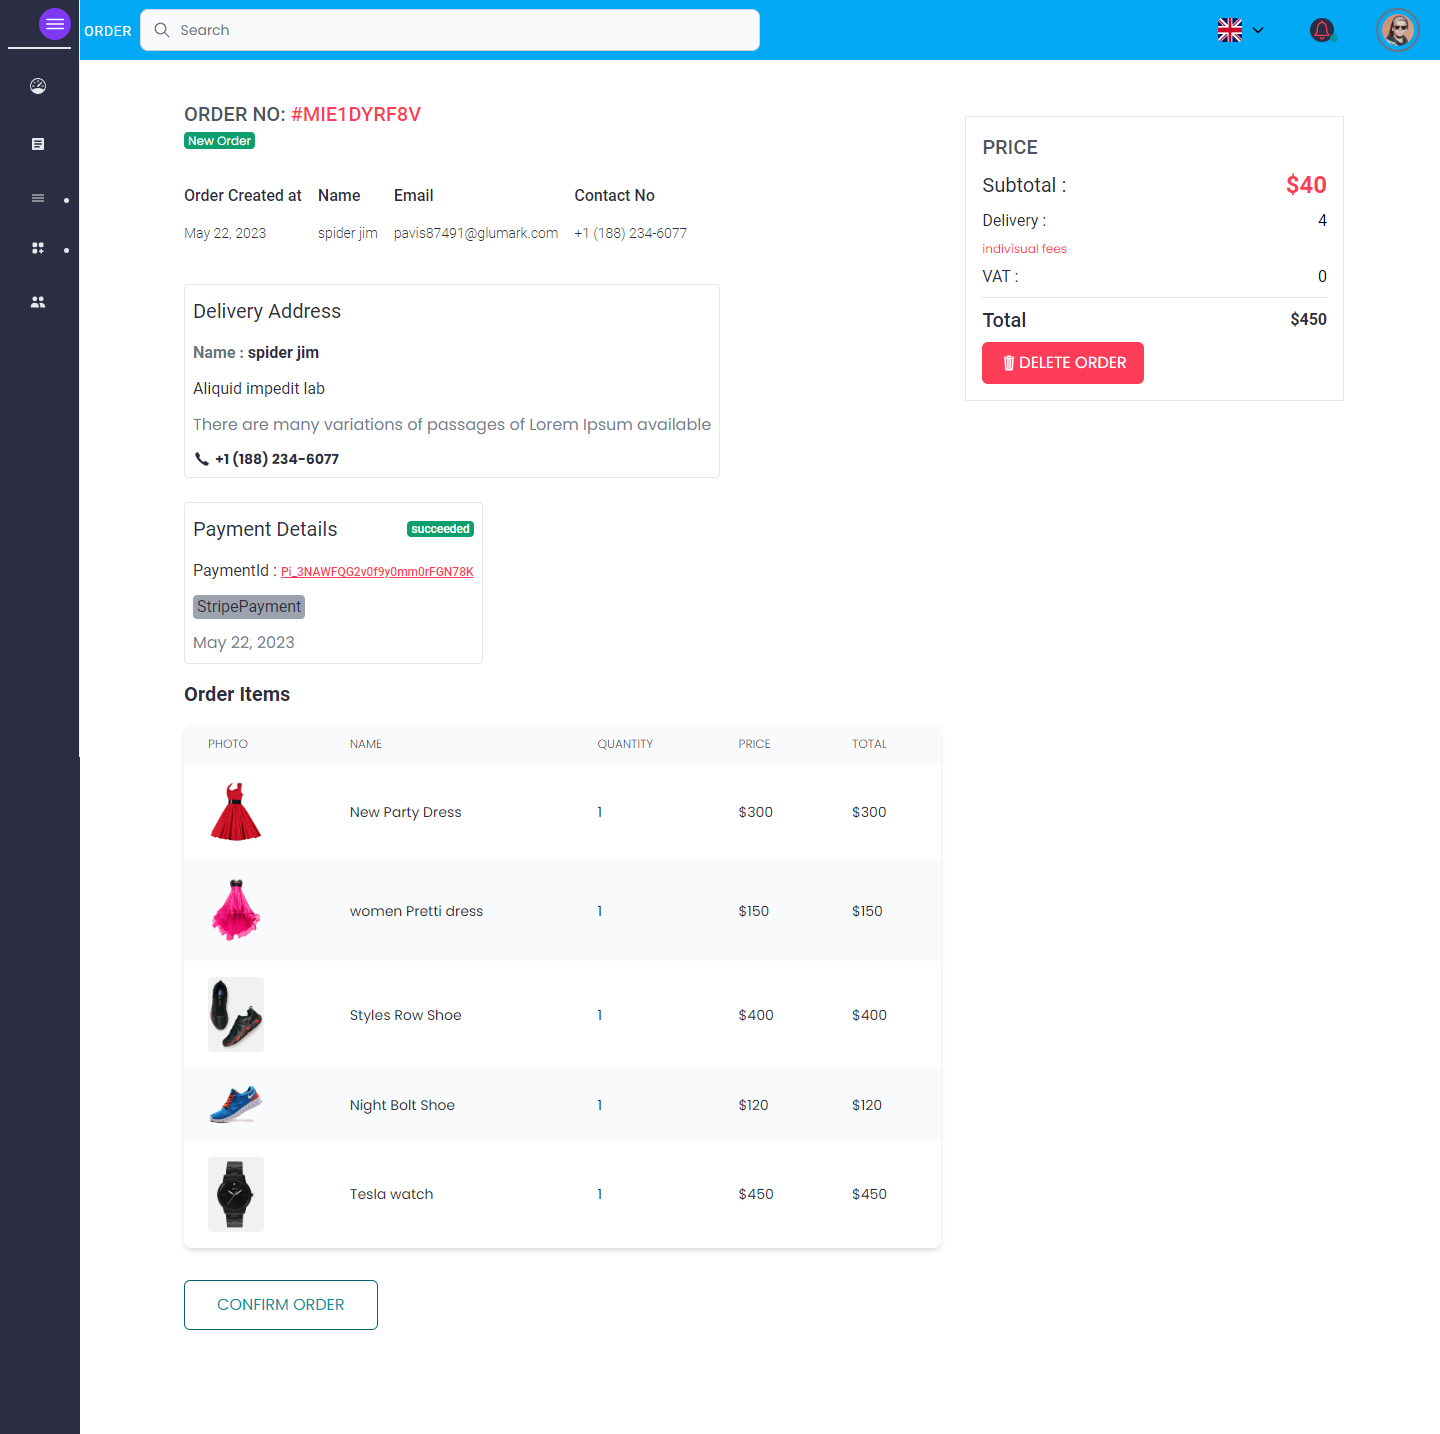 ORDER
Search
ORDER NO: #MIE1DYRF8V
New Order
Order Created at Name Email Contact No
May 22, 2023 spider jim pavis87491@glumark.com +1 (188) 234-6077
Delivery Address
Name : spider jim
Aliquid impedit lab
There are many variations of passages of Lorem Ipsum available
+1 (188) 234-6077
Payment Details succeeded
PaymentId : Pi_3NAWFQG2v0f9y0mm0rFGN78K
StripePayment
May 22, 2023
Order Items
PHOTO NAME QUANTITY PRICE TOTAL
New Party Dress 1 $300 $300
women Pretti dress 1 $150 $150
Styles Row Shoe 1 $400 $400
Night Bolt Shoe 1 $120 $120
Tesla watch 1 $450 $450
CONFIRM ORDER
PRICE
Subtotal : $40
Delivery : 4
indivisual fees
VAT : 0
Total $450
DELETE ORDER